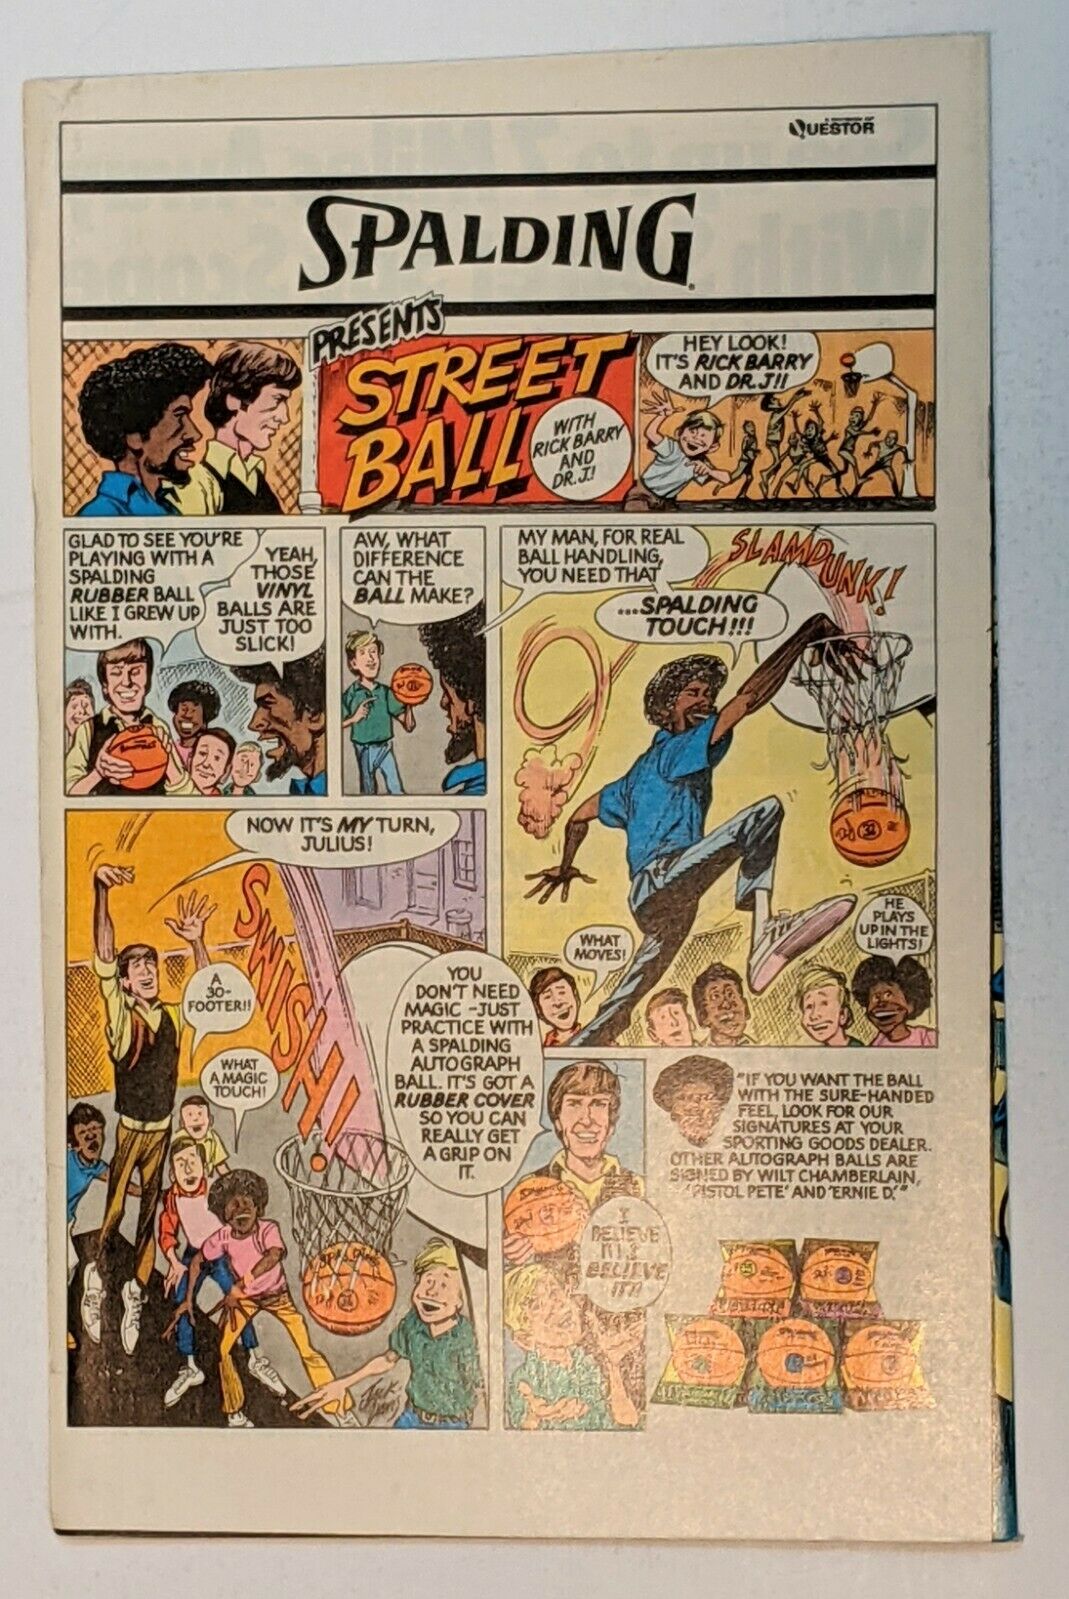 A DIVISION OF
QUESTOR
SPALDING
PRESENTS
STREET
BALL
WITH
RICK BARRY
AND
DR. J!
HEY LOOK!
IT'S RICK BARRY
AND DR. J!!
GLAD TO SEE YOU'RE
PLAYING WITH A
SPALDING
RUBBER BALL
LIKE I GREW UP
WITH.
YEAH,
THOSE
VINYL
BALLS ARE
JUST TOO
SLICK!
AW, WHAT
DIFFERENCE
CAN THE
BALL MAKE?
MY MAN, FOR REAL
BALL HANDLING,
YOU NEED THAT
...SPALDING
TOUCH!!!
SLAMDUNK!
WHAT
MOVES!
HE
PLAYS
UP IN THE
LIGHTS!
NOW IT'S MY TURN,
JULIUS!
SWISH!
A
30-
FOOTER!!
WHAT
A MAGIC
TOUCH!
YOU
DON'T NEED
MAGIC -JUST
PRACTICE WITH
A SPALDING
AUTOGRAPH
BALL. IT'S GOT A
RUBBER COVER
SO YOU CAN
REALLY GET
A GRIP ON
IT.
SPALDING
"IF YOU WANT THE BALL
WITH THE SURE-HANDED
FEEL, LOOK FOR OUR
SIGNATURES AT YOUR
SPORTING GOODS DEALER.
OTHER AUTOGRAPH BALLS ARE
SIGNED BY WILT CHAMBERLAIN,
'PISTOL PETE' AND 'ERNIE D.'"
I
BELIEVE
IT! I
BELIEVE
IT!!